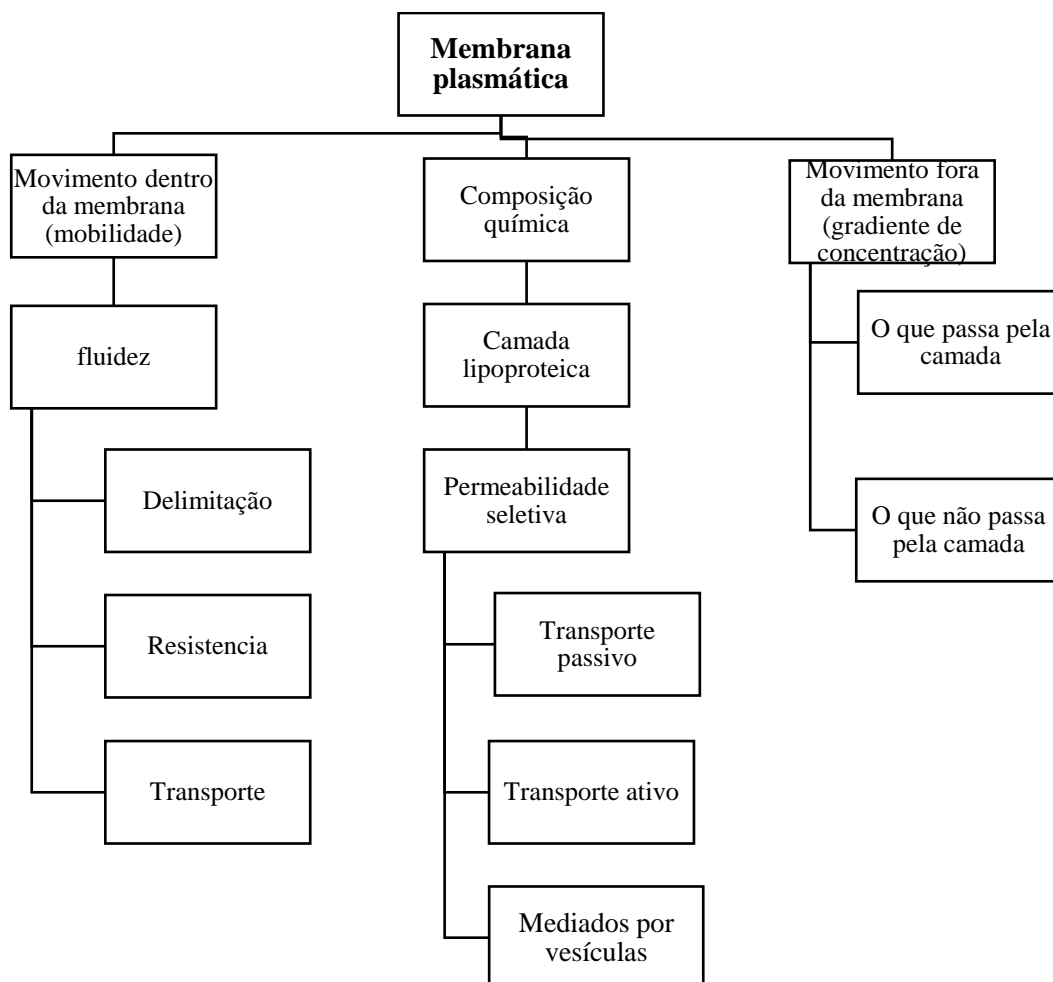 Membrana
plasmática
Movimento dentro
da membrana
(mobilidade)
fluidez
Delimitação
Resistencia
Transporte
Composição
química
Camada
lipoproteica
Permeabilidade
seletiva
Transporte
passivo
Transporte ativo
Mediados por
vesículas
Movimento fora
da membrana
(gradiente de
concentração)
O que passa pela
camada
O que não passa
pela camada